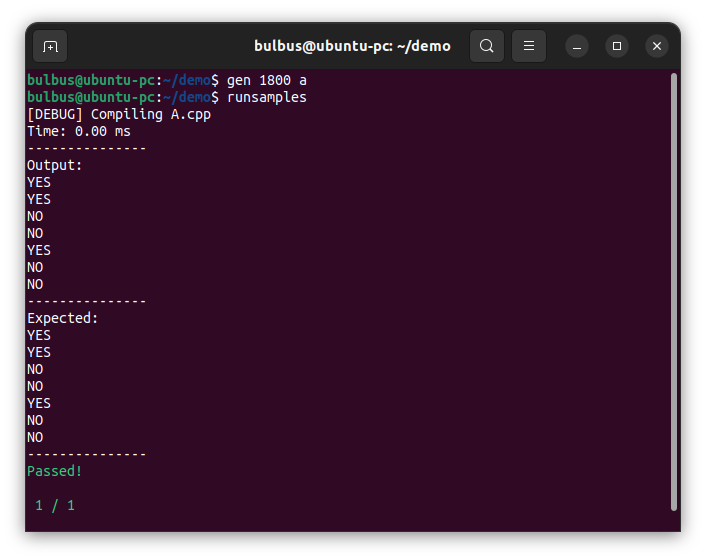 bulbus@ubuntu-pc: ~/demo
bulbus@ubuntu-pc:~/demo$ gen 1800 a
bulbus@ubuntu-pc:~/demo$ runsamples
[DEBUG] Compiling A.cpp
Time: 0.00 ms
---------------
Output:
YES
YES
NO
NO
YES
NO
NO
---------------
Expected:
YES
YES
NO
NO
YES
NO
NO
---------------
Passed!
1 / 1